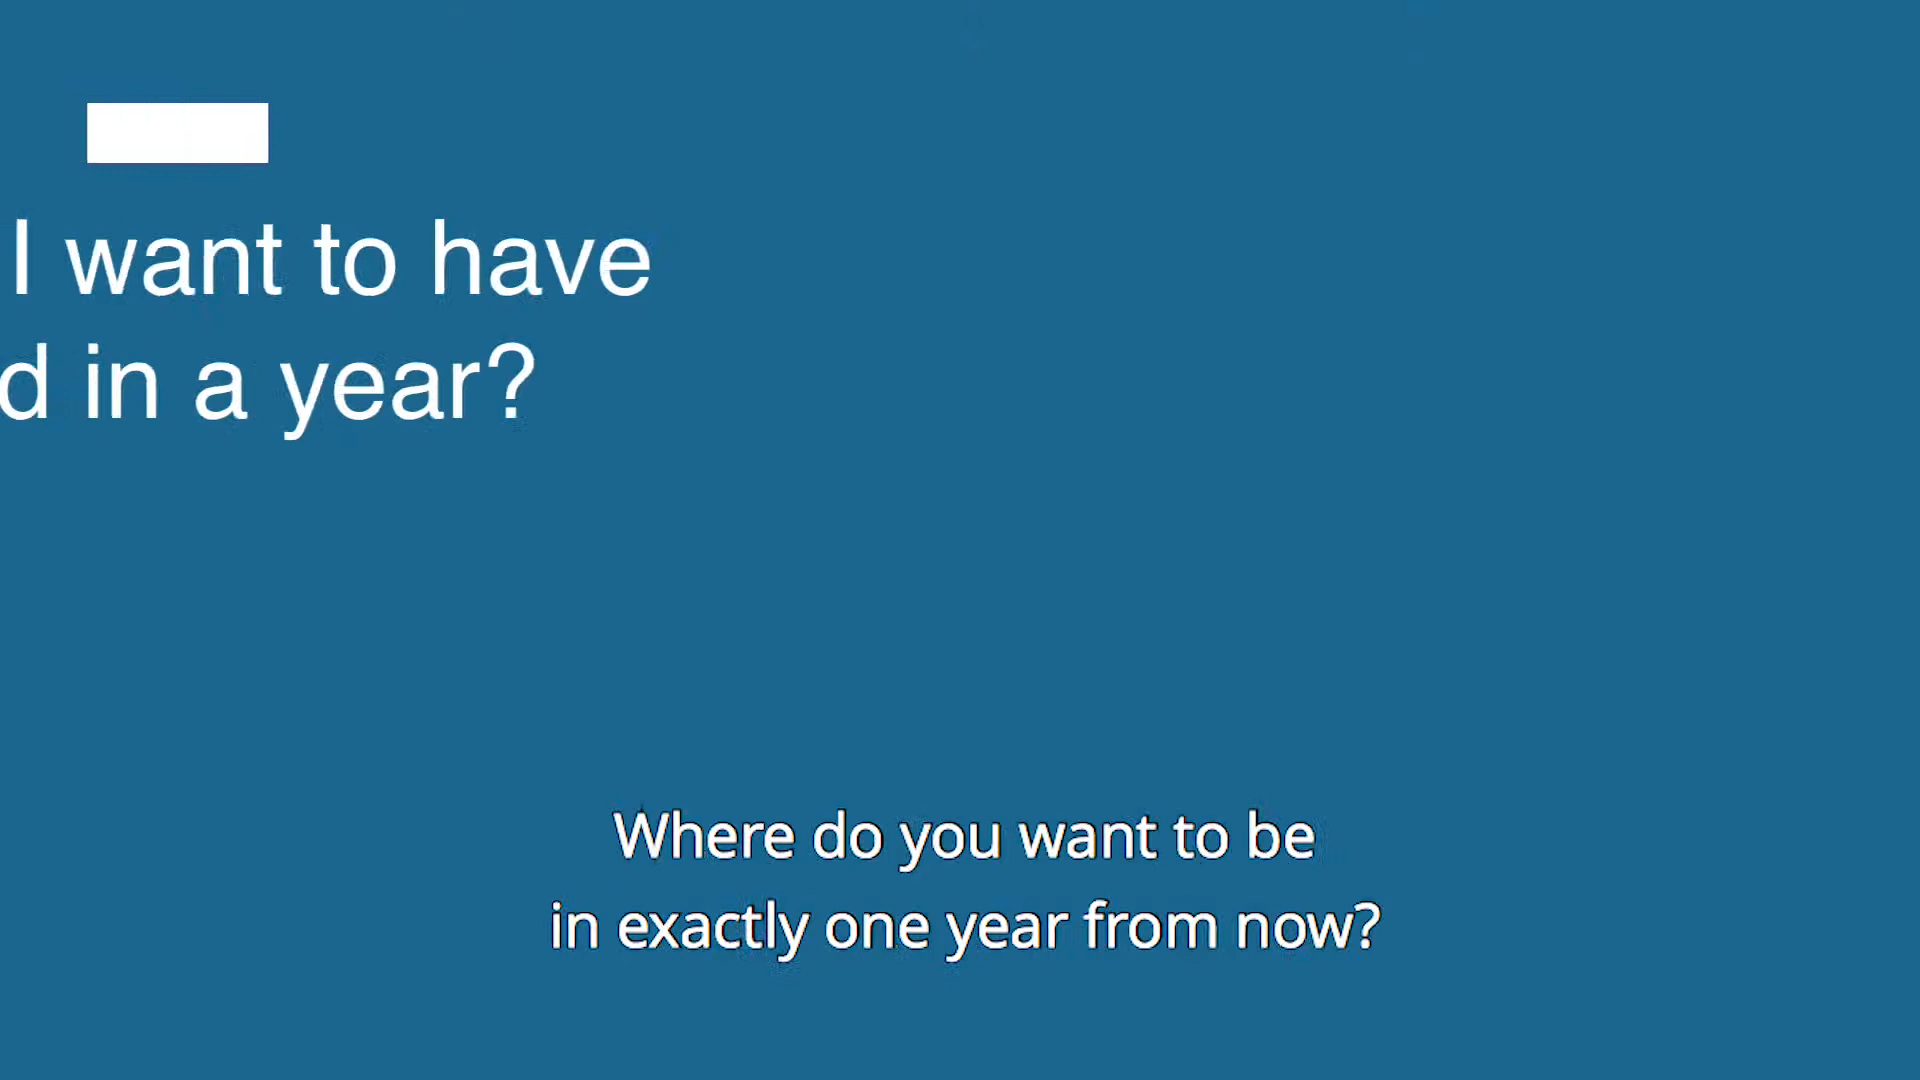 I want to have
d in a year?
Where do you want to be
in exactly one year from now?